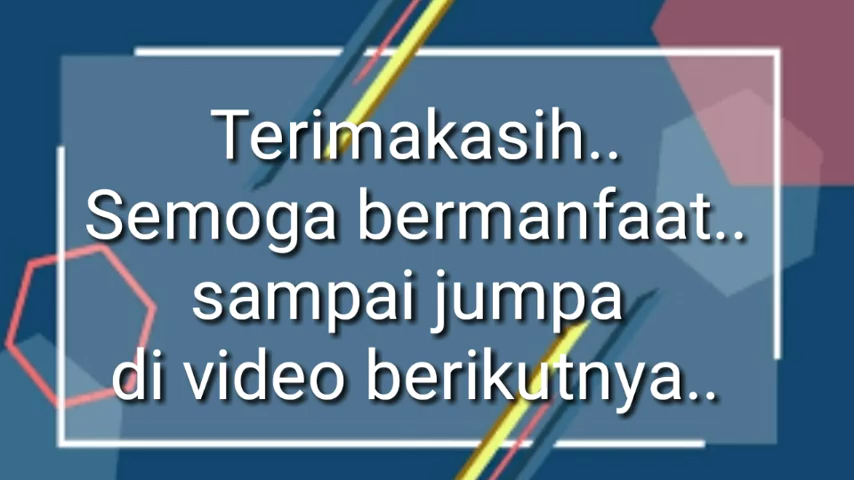 Terimakasih..
Semoga bermanfaat..
sampai jumpa
di video berikutnya..